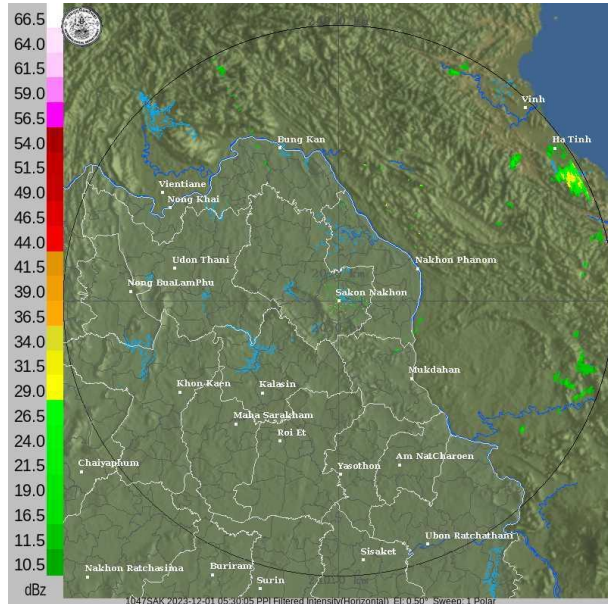 66.5
64.0
61.5
59.0
56.5
54.0
51.5
49.0
46.5
44.0
41.5
39.0
36.5
34.0
31.5
29.0
26.5
24.0
21.5
19.0
16.5
14.0
11.5
10.5
dBz
Vinh
Ha Tinh
Bung Kan
Vientiane
Nong Khai
Udon Thani
Nakhon Phanom
Nong BuaLamPhu
Sakon Nakhon
Mukdahan
Khon Kaen
Kalasin
Maha Sarakham
Roi Et
Chaiyaphum
Yasothon
Am NatCharoen
Ubon Ratchathani
Sisaket
Nakhon Ratchasima
Buriram
Surin
1047SAK 2023-12-01 05:30:05 PPI Filtered Intensity(Horizontal) El: 0.50° Sweep: 1 Polar